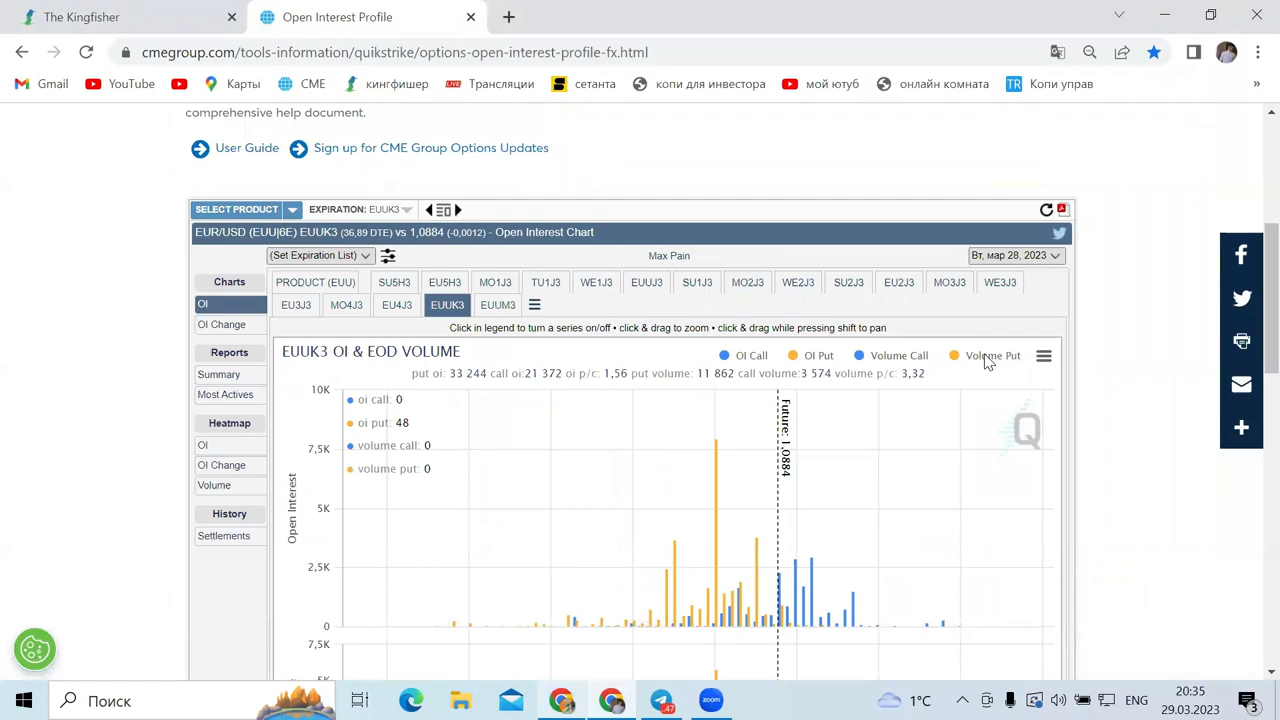 The Kingfisher
Open Interest Profile
cmegroup.com/tools-information/quikstrike/options-open-interest-profile-fx.html
Gmail YouTube Карты CME кингфишер LIVE Трансляции сетанта копи для инвестора мой ютуб онлайн комната TR Копи управ »
comprehensive help document.
User Guide Sign up for CME Group Options Updates
SELECT PRODUCT EXPIRATION: EUUK3
EUR/USD (EUU|6E) EUUK3 (36,89 DTE) vs 1,0884 (-0,0012) - Open Interest Chart
(Set Expiration List) Max Pain Вт, мар 28, 2023
Charts
OI
OI Change
Reports
Summary
Most Actives
Heatmap
OI
OI Change
Volume
History
Settlements
PRODUCT (EUU) SU5H3 EU5H3 MO1J3 TU1J3 WE1J3 EUUJ3 SU1J3 MO2J3 WE2J3 SU2J3 EU2J3 MO3J3 WE3J3
EU3J3 MO4J3 EU4J3 EUUK3 EUUM3
Click in legend to turn a series on/off • click & drag to zoom • click & drag while pressing shift to pan
EUUK3 OI & EOD VOLUME
OI Call OI Put Volume Call Volume Put
put oi: 33 244 call oi:21 372 oi p/c: 1,56 put volume: 11 862 call volume:3 574 volume p/c: 3,32
oi call: 0
oi put: 48
volume call: 0
volume put: 0
Open Interest
10K
7,5K
5K
2,5K
0
7,5K
5K
Future: 1,0884
Q
Поиск
47
zoom
1°C
ENG
20:35
29.03.2023
3